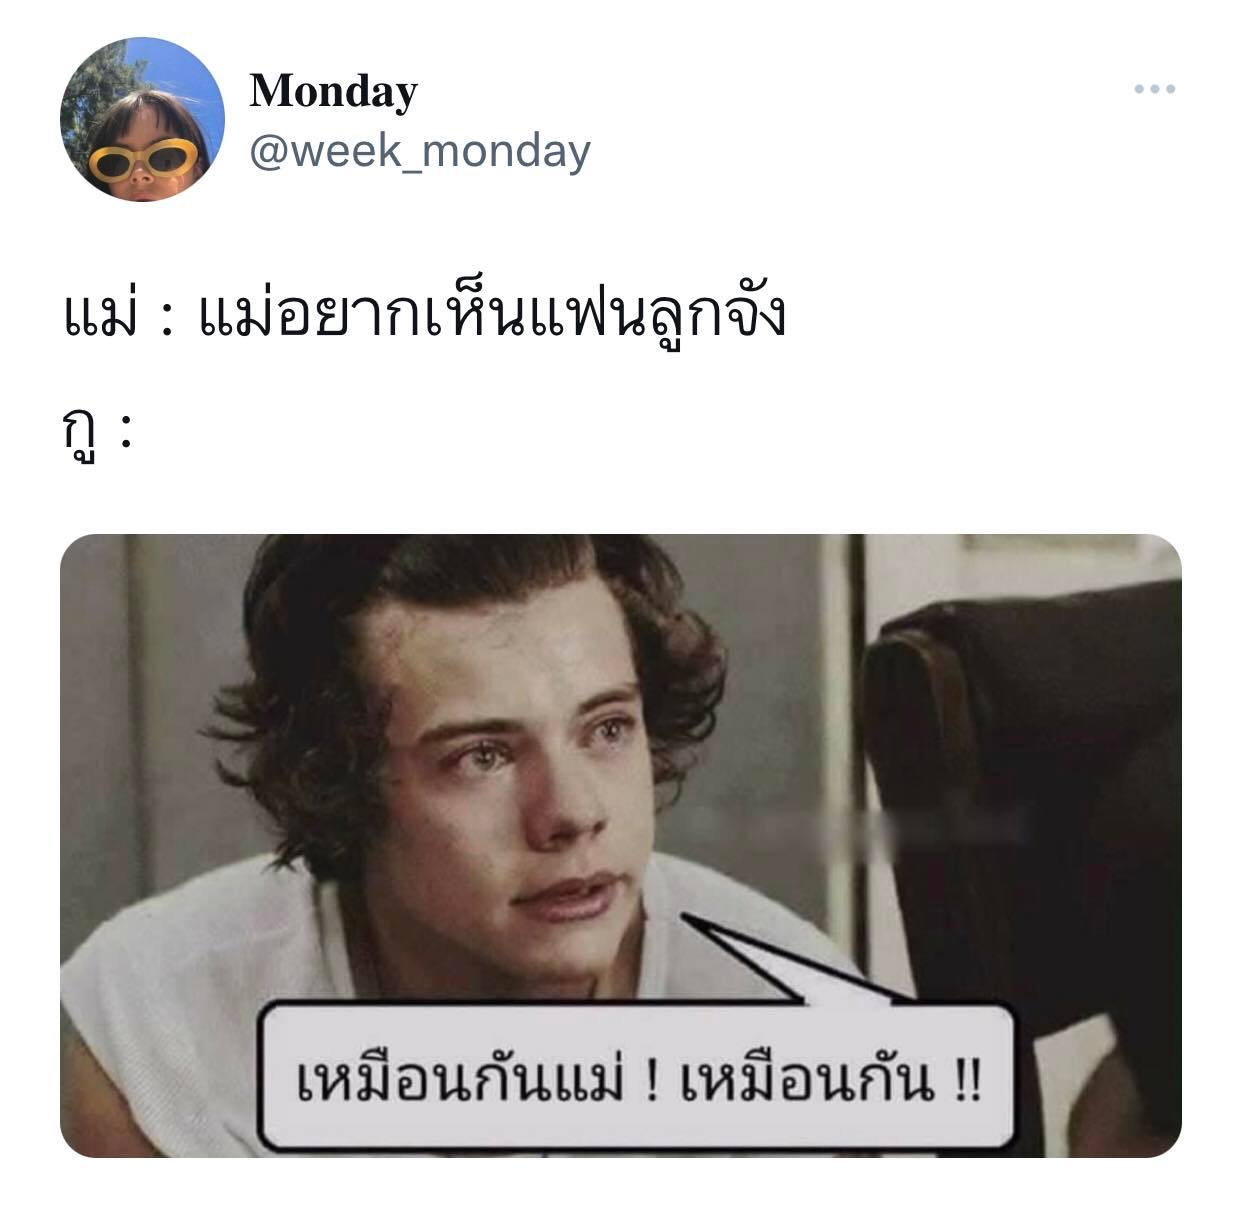 Monday
@week_monday
แม่ : แม่อยากเห็นแฟนลูกจัง
กู :
เหมือนกันแม่ ! เหมือนกัน !!